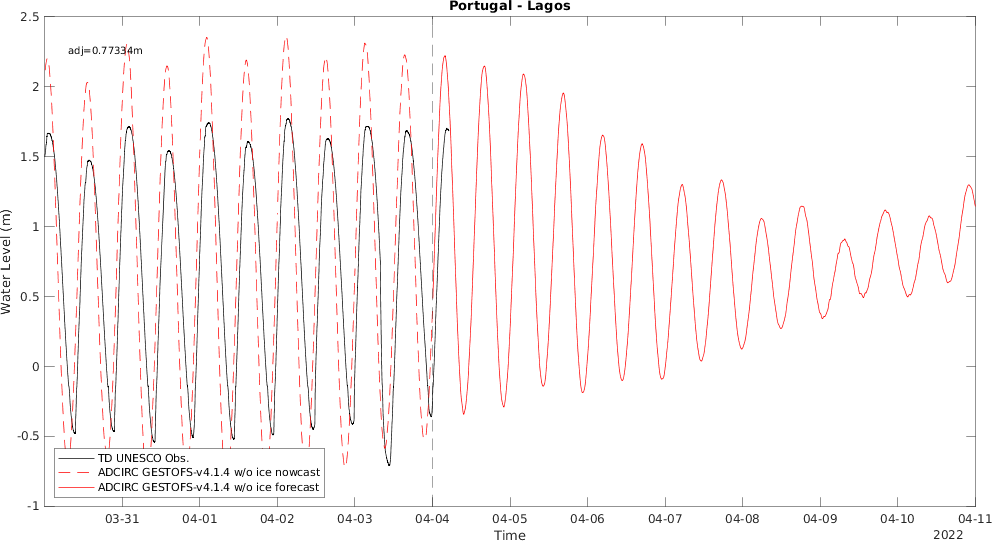 Portugal - Lagos
2.5
adj=0.77334m
2
1.5
1
0.5
0
-0.5
-1
Water Level (m)
TD UNESCO Obs.
ADCIRC GESTOFS-v4.1.4 w/o ice nowcast
ADCIRC GESTOFS-v4.1.4 w/o ice forecast
03-31 04-01 04-02 04-03 04-04 04-05 04-06 04-07 04-08 04-09 04-10 04-11
Time
2022